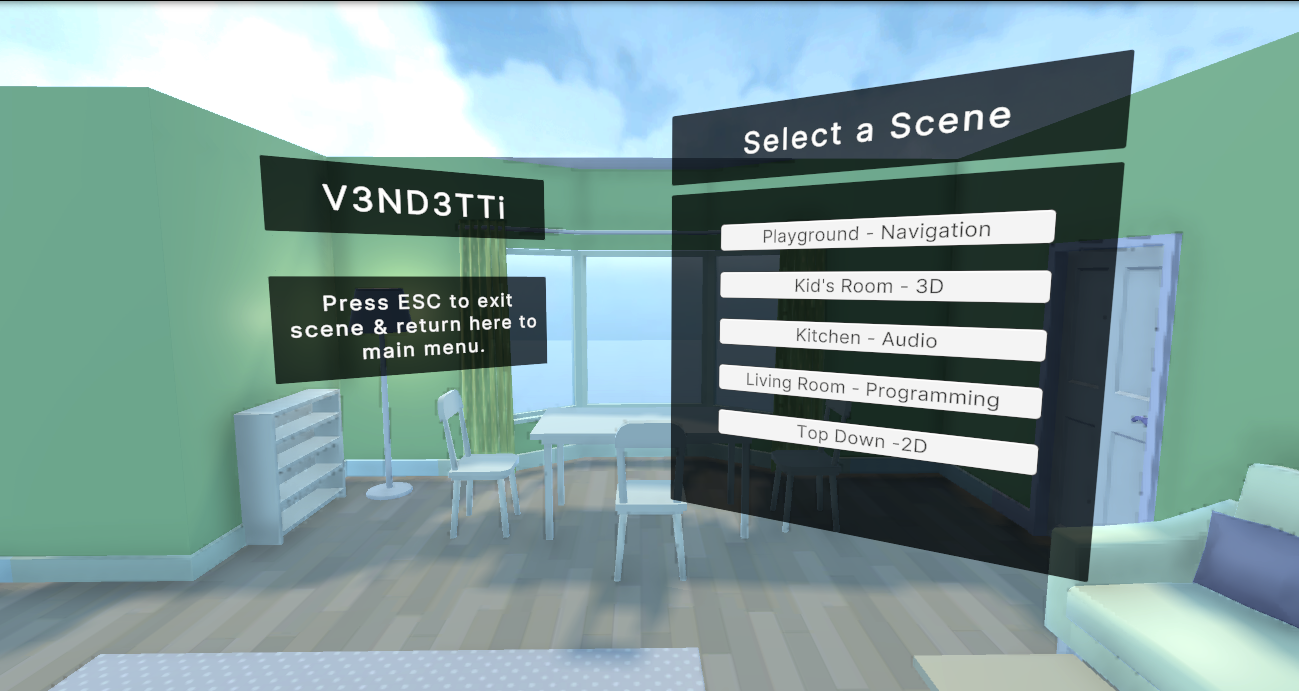 V3ND3TTi
Press ESC to exit
scene & return here to
main menu.
Select a Scene
Playground - Navigation
Kid's Room - 3D
Kitchen - Audio
Living Room - Programming
Top Down -2D